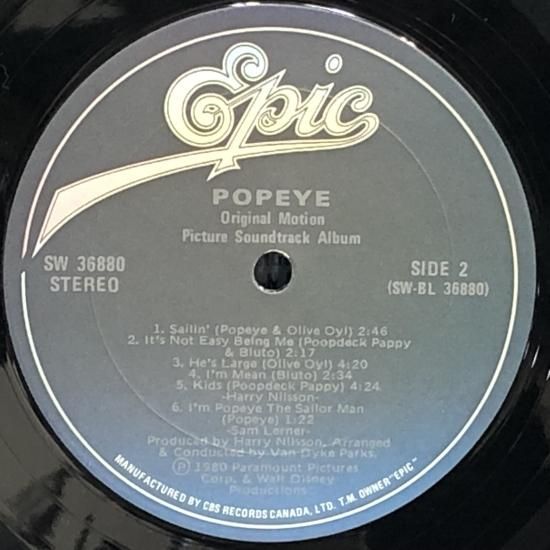 Epic
POPEYE
Original Motion
Picture Soundtrack Album
SW 36880
STEREO
SIDE 2
(SW-BL 36880)
1. Sailin' (Popeye & Olive Oyl) 2:46
2. It's Not Easy Being Me (Poopdeck Pappy
& Bluto) 2:17
3. He's Large (Olive Oyl) 4:20
4. I'm Mean (Bluto) 2:34
5. Kids (Poopdeck Pappy) 4:24
-Harry Nilsson-
6. I'm Popeye The Sailor Man
(Popeye) 1:22
-Sam Lerner-
Produced by Harry Nilsson, Arranged
& Conducted by Van Dyke Parks.
Ⓟ 1980 Paramount Pictures
Corp. & Walt Disney
Productions
MANUFACTURED BY CBS RECORDS CANADA, LTD. T.M. OWNER "EPIC"